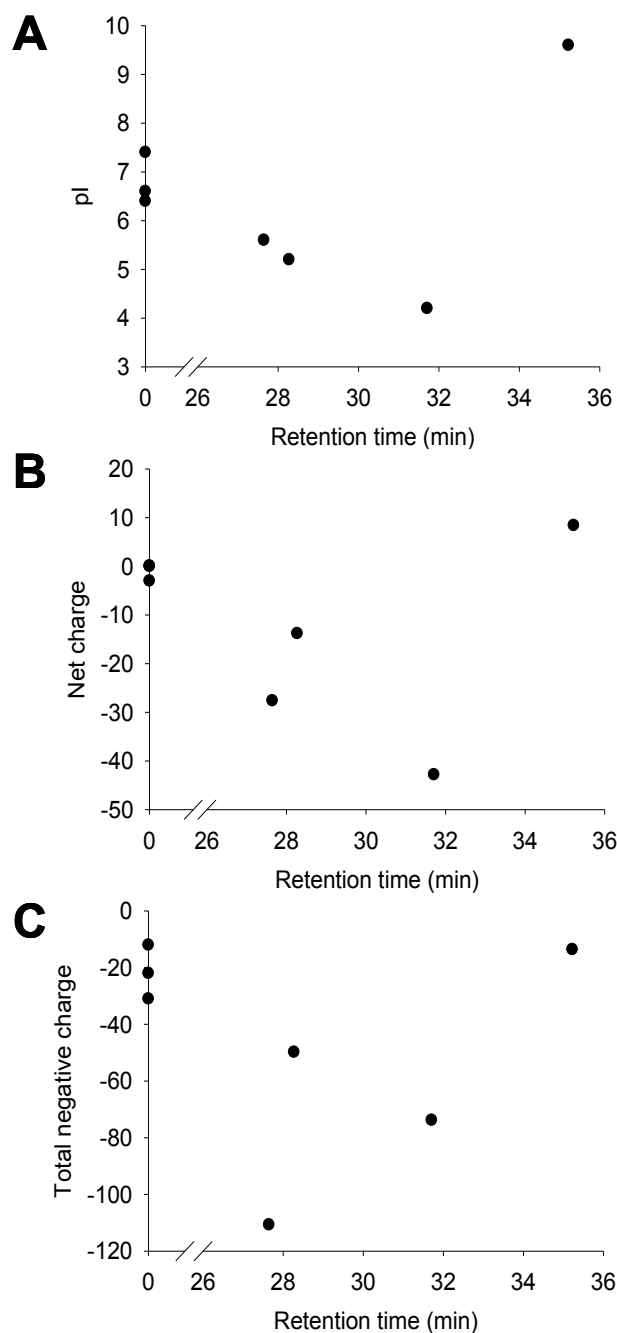 A
10
9
8
7
6
5
4
3
pI
0 26 28 30 32 34 36
Retention time (min)
B
20
10
0
-10
-20
-30
-40
-50
Net charge
0 26 28 30 32 34 36
Retention time (min)
C
0
-20
-40
-60
-80
-100
-120
Total negative charge
0 26 28 30 32 34 36
Retention time (min)